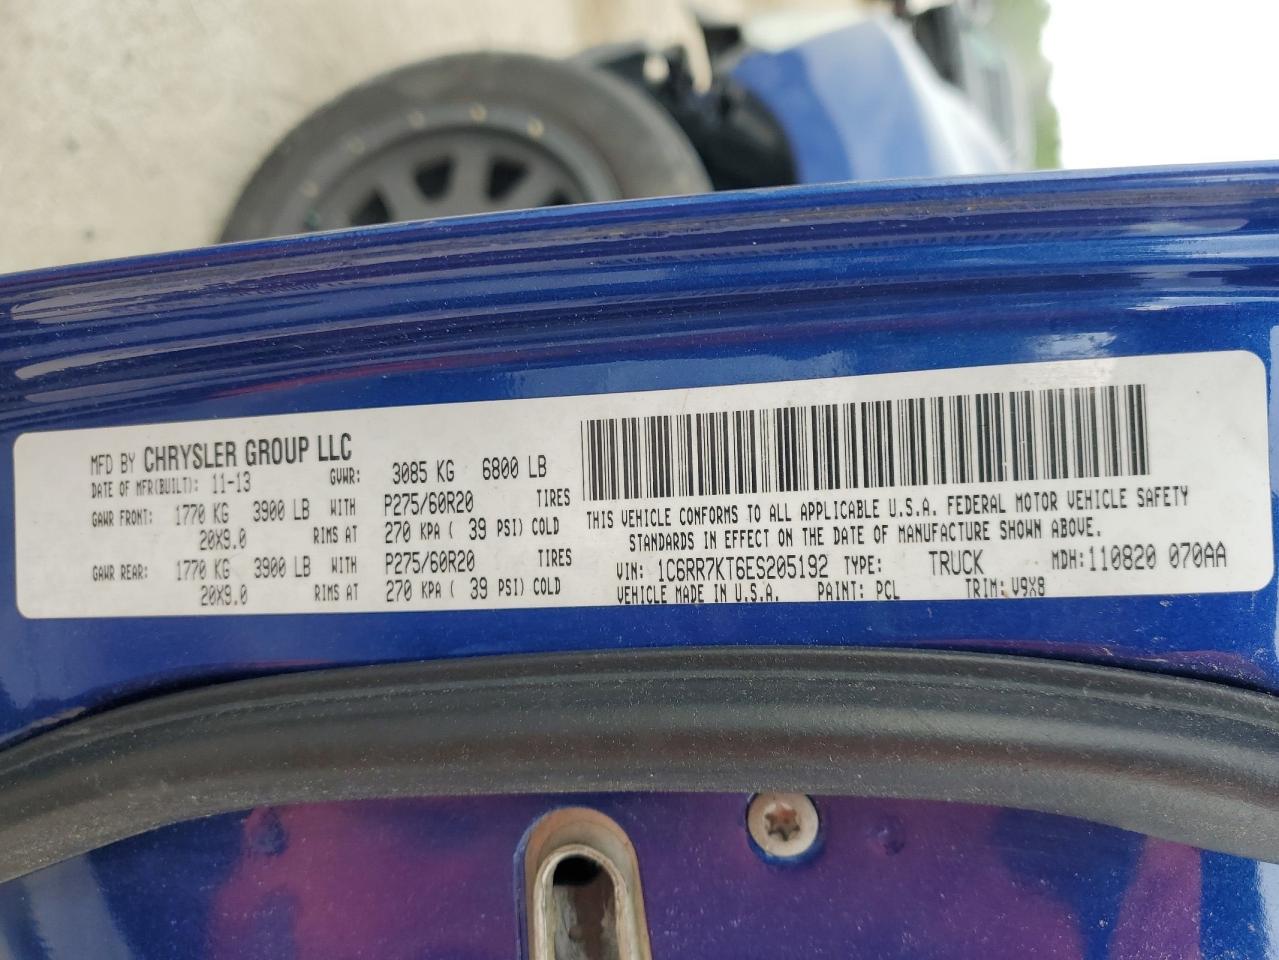 MFD BY CHRYSLER GROUP LLC
DATE OF MFR(BUILT): 11-13 GVWR: 3085 KG 6800 LB
GAWR FRONT: 1770 KG 3900 LB WITH P275/60R20 TIRES
20X9.0 RIMS AT 270 KPA ( 39 PSI) COLD
GAWR REAR: 1770 KG 3900 LB WITH P275/60R20 TIRES
20X9.0 RIMS AT 270 KPA ( 39 PSI) COLD
THIS VEHICLE CONFORMS TO ALL APPLICABLE U.S.A. FEDERAL MOTOR VEHICLE SAFETY
STANDARDS IN EFFECT ON THE DATE OF MANUFACTURE SHOWN ABOVE.
VIN: 1C6RR7KT6ES205192 TYPE: TRUCK MDH: 110820 070AA
VEHICLE MADE IN U.S.A. PAINT: PCL TRIM: V9X8